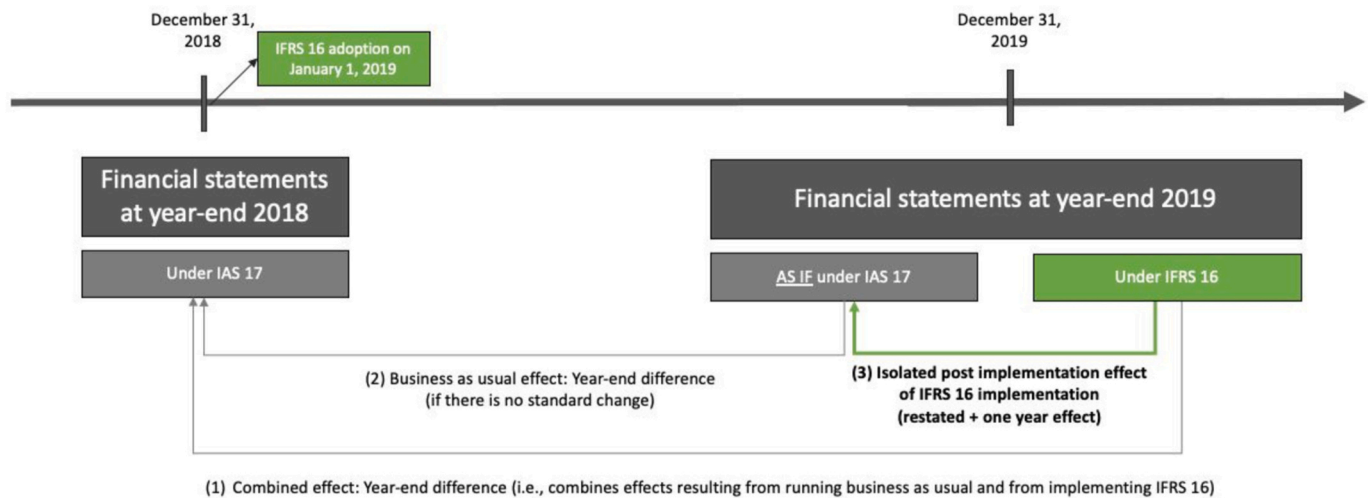 December 31,
2018
IFRS 16 adoption on
January 1, 2019
December 31,
2019
Financial statements
at year-end 2018
Financial statements at year-end 2019
Under IAS 17
AS IF under IAS 17
Under IFRS 16
(2) Business as usual effect: Year-end difference
(if there is no standard change)
(3) Isolated post implementation effect
of IFRS 16 implementation
(restated + one year effect)
(1) Combined effect: Year-end difference (i.e., combines effects resulting from running business as usual and from implementing IFRS 16)